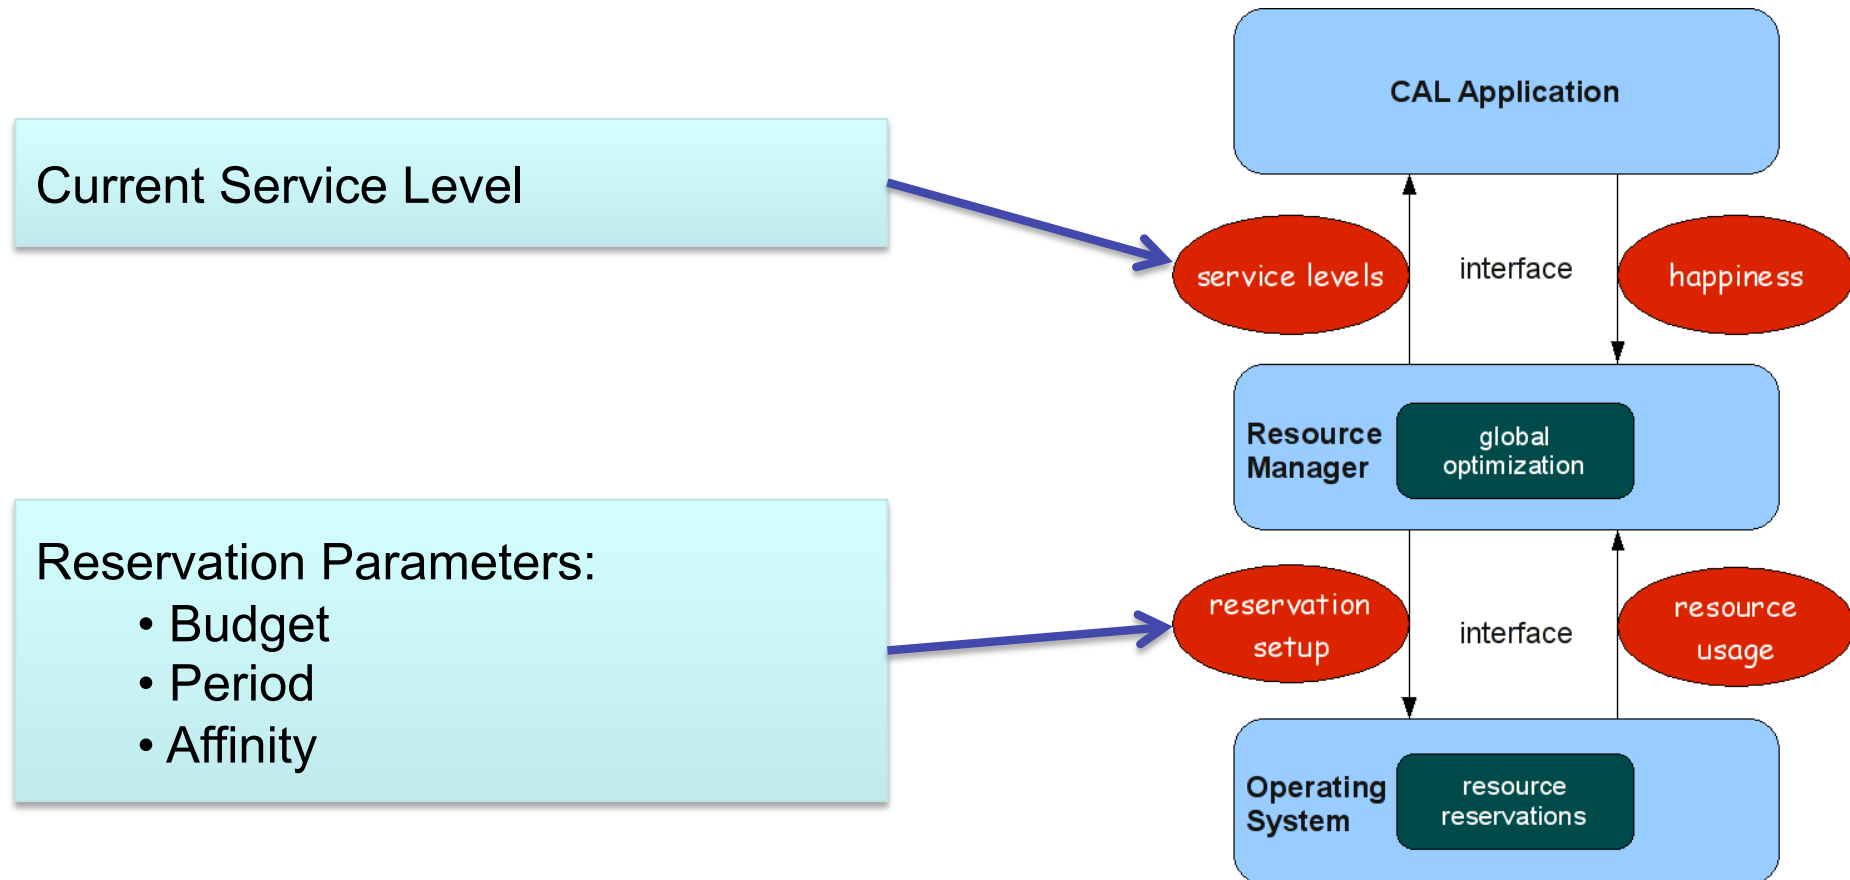 CAL Application
Current Service Level
service levels
interface
happiness
Resource
Manager
global
optimization
Reservation Parameters:
• Budget
• Period
• Affinity
reservation
setup
interface
resource
usage
Operating
System
resource
reservations